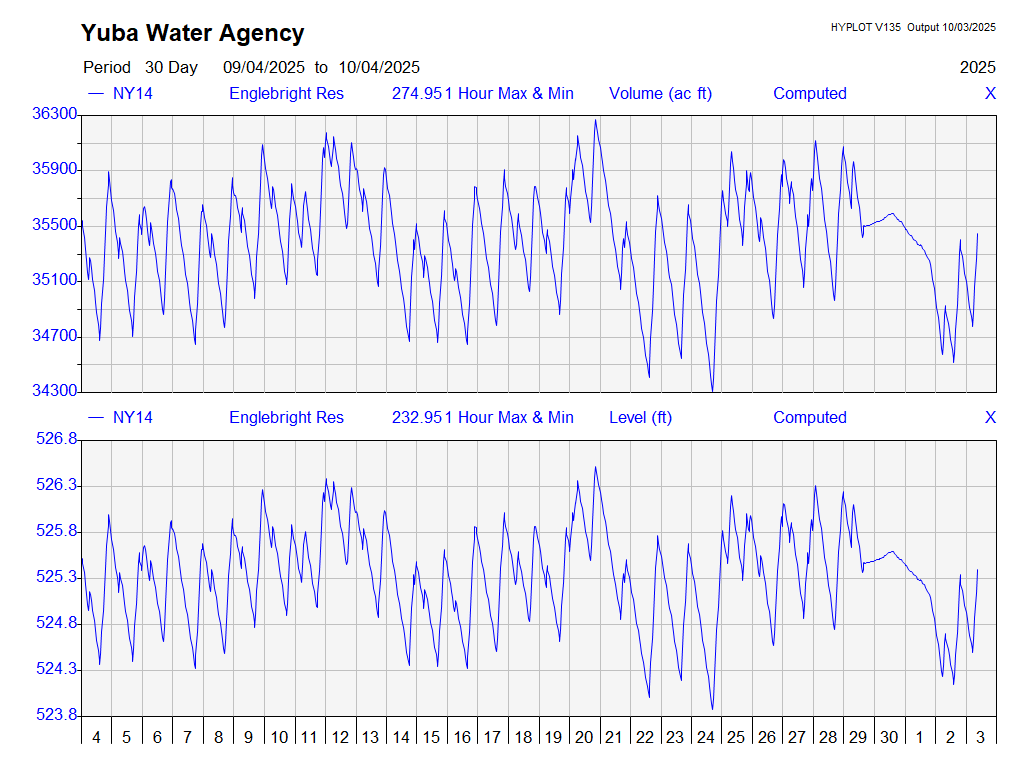 Yuba Water Agency
HYPLOT V135 Output 10/03/2025
Period 30 Day 09/04/2025 to 10/04/2025 2025
— NY14 Englebright Res 274.951 Hour Max & Min Volume (ac ft) Computed X
36300
35900
35500
35100
34700
34300
— NY14 Englebright Res 232.951 Hour Max & Min Level (ft) Computed X
526.8
526.3
525.8
525.3
524.8
524.3
523.8
4 5 6 7 8 9 10 11 12 13 14 15 16 17 18 19 20 21 22 23 24 25 26 27 28 29 30 1 2 3